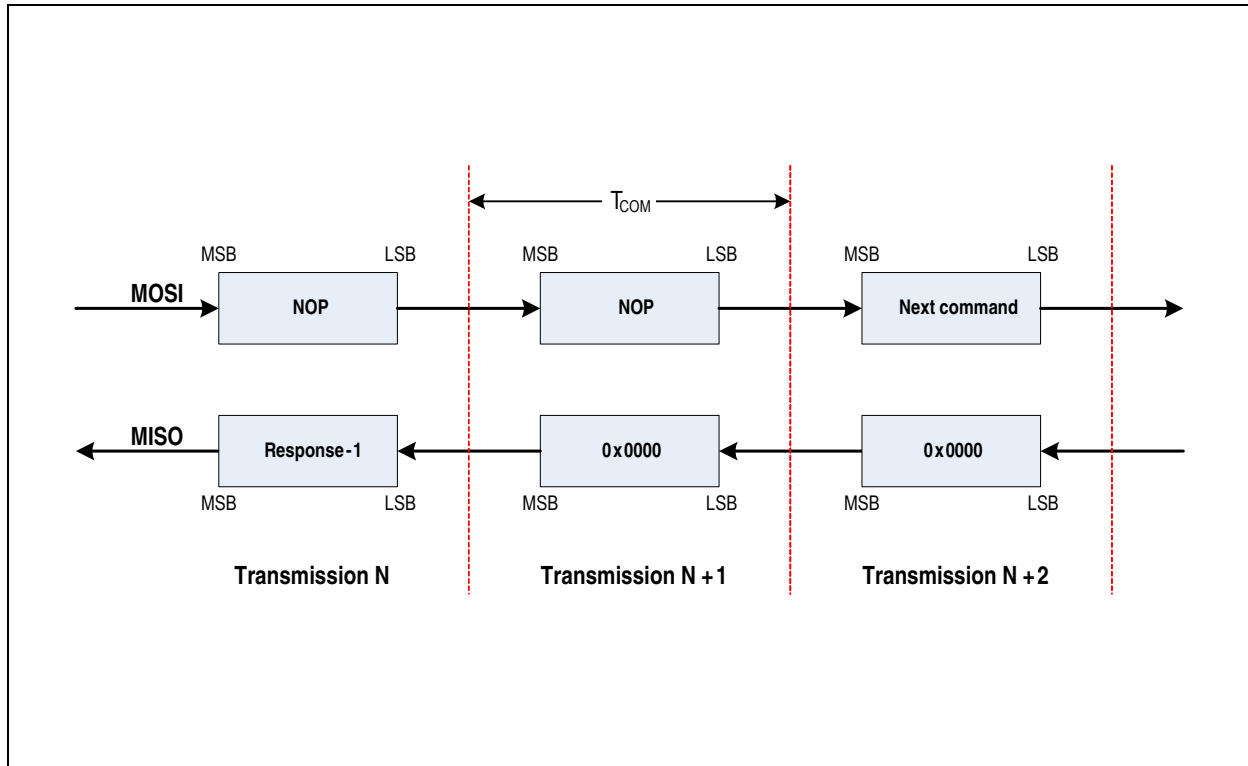 TCOM
MSB LSB MSB LSB MSB LSB
MOSI NOP NOP Next command
MISO Response-1 0x0000 0x0000
MSB LSB MSB LSB MSB LSB
Transmission N Transmission N+1 Transmission N+2